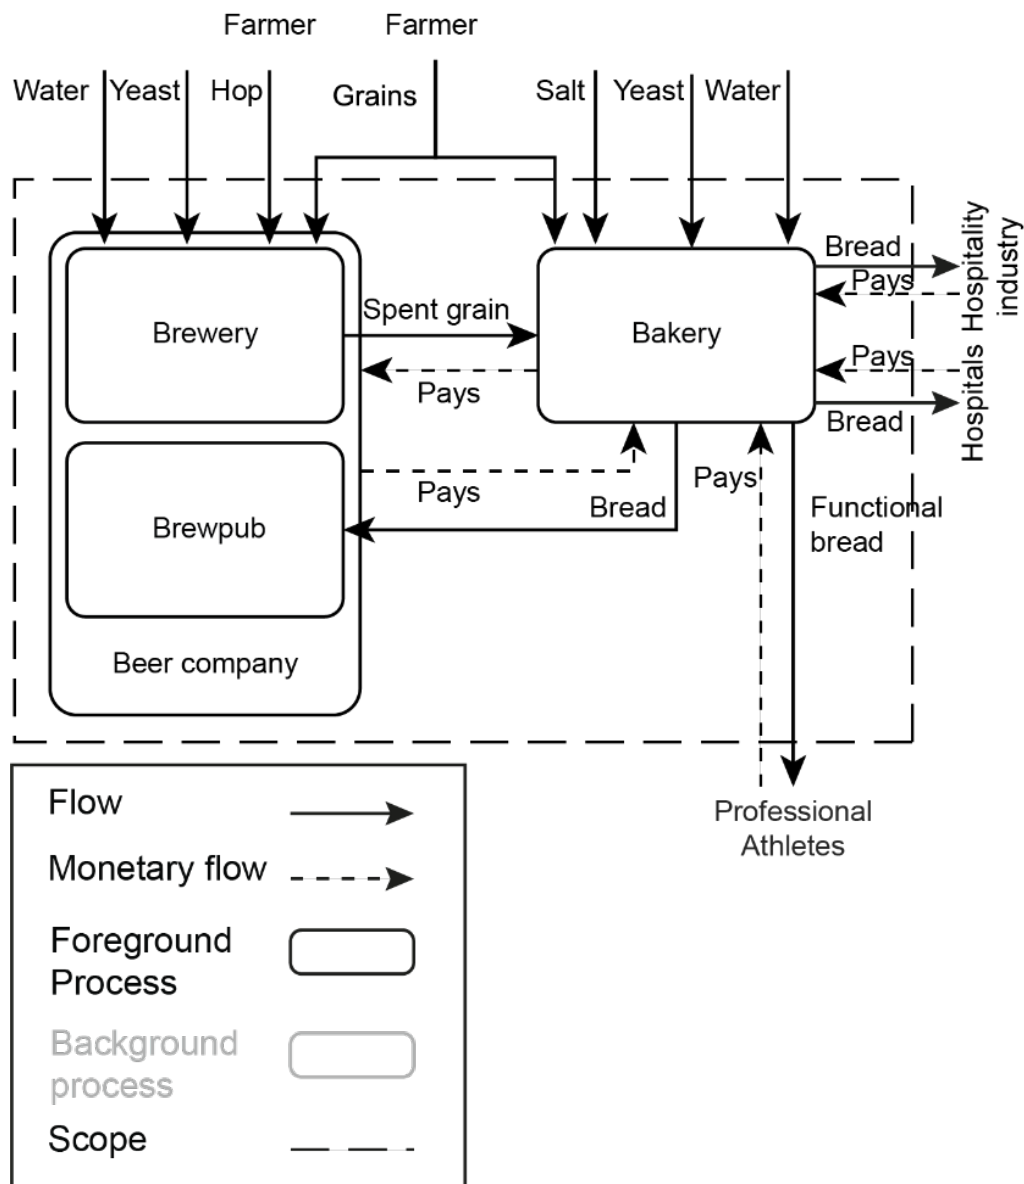 Farmer
Farmer
Water
Yeast
Hop
Grains
Salt
Yeast
Water
Bread
Pays
Hospitality
industry
Spent grain
Brewery
Bakery
Pays
Pays
Hospitals
Bread
Pays
Bread
Pays
Brewpub
Functional
bread
Beer company
Professional
Athletes
Flow
Monetary flow
Foreground
Process
Background
process
Scope